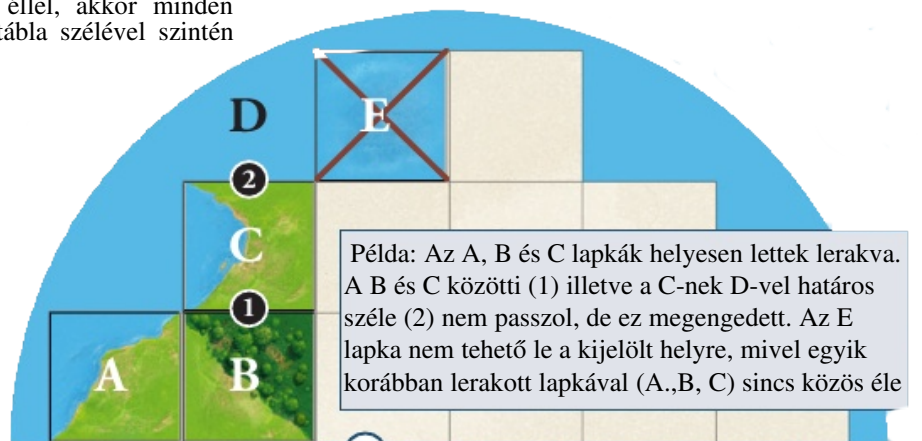 éllel, akkor minden
tábla szélével szintén
D
E
2
C
Példa: Az A, B és C lapkák helyesen lettek lerakva.
A B és C közötti (1) illetve a C-nek D-vel határos
széle (2) nem passzol, de ez megengedett. Az E
lapka nem tehető le a kijelölt helyre, mivel egyik
korábban lerakott lapkával (A.,B, C) sincs közös éle
1
A
B